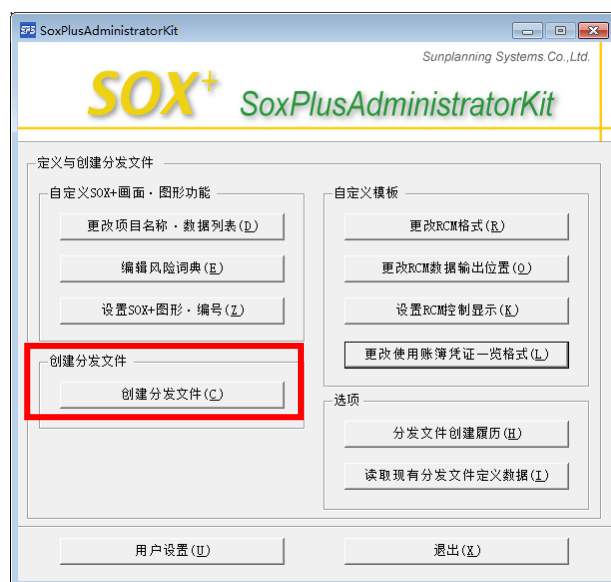 SPS SoxPlusAdministratorKit
Sunplanning Systems.Co.,Ltd.
SOX+ SoxPlusAdministratorKit
定义与创建分发文件
自定义SOX+画面・图形功能
更改项目名称・数据列表(D)
编辑风险词典(E)
设置SOX+图形・编号(Z)
创建分发文件
创建分发文件(C)
自定义模板
更改RCM格式(R)
更改RCM数据输出位置(O)
设置RCM控制显示(K)
更改使用账簿凭证一览格式(L)
选项
分发文件创建履历(H)
读取现有分发文件定义数据(I)
用户设置(U)
退出(X)